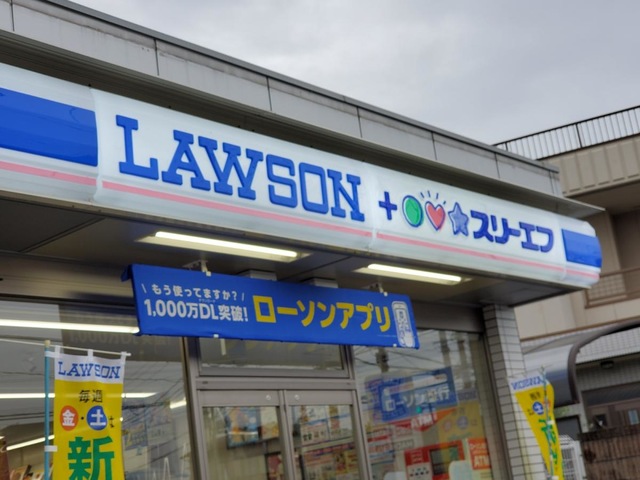 LAWSON + スリーエフ
もう使ってますか?
1,000万DL突破! ローソンアプリ
LAWSON
毎週
金・土
新
ローソン銀行
ATM